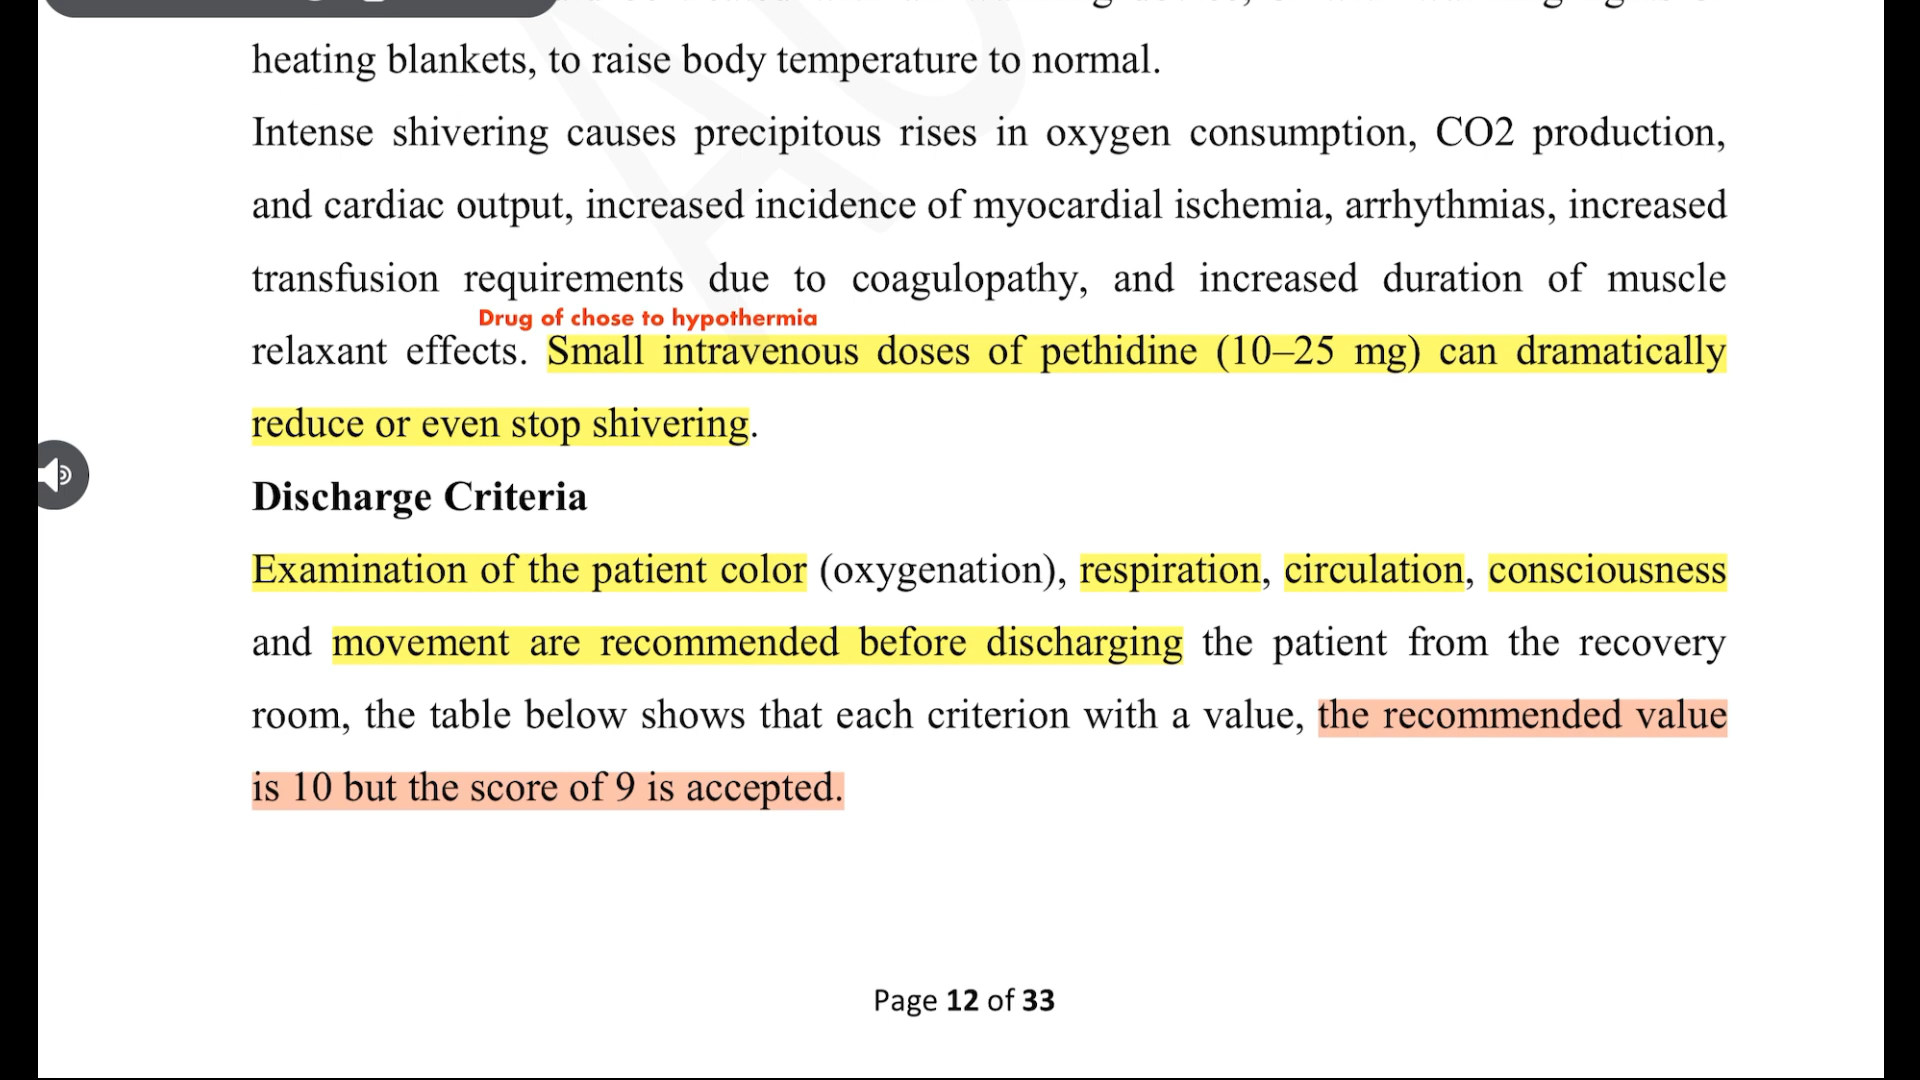 heating blankets, to raise body temperature to normal.
Intense shivering causes precipitous rises in oxygen consumption, CO2 production,
and cardiac output, increased incidence of myocardial ischemia, arrhythmias, increased
transfusion requirements due to coagulopathy, and increased duration of muscle
Drug of chose to hypothermia
relaxant effects. Small intravenous doses of pethidine (10–25 mg) can dramatically
reduce or even stop shivering.
Discharge Criteria
Examination of the patient color (oxygenation), respiration, circulation, consciousness
and movement are recommended before discharging the patient from the recovery
room, the table below shows that each criterion with a value, the recommended value
is 10 but the score of 9 is accepted.
Page 12 of 33